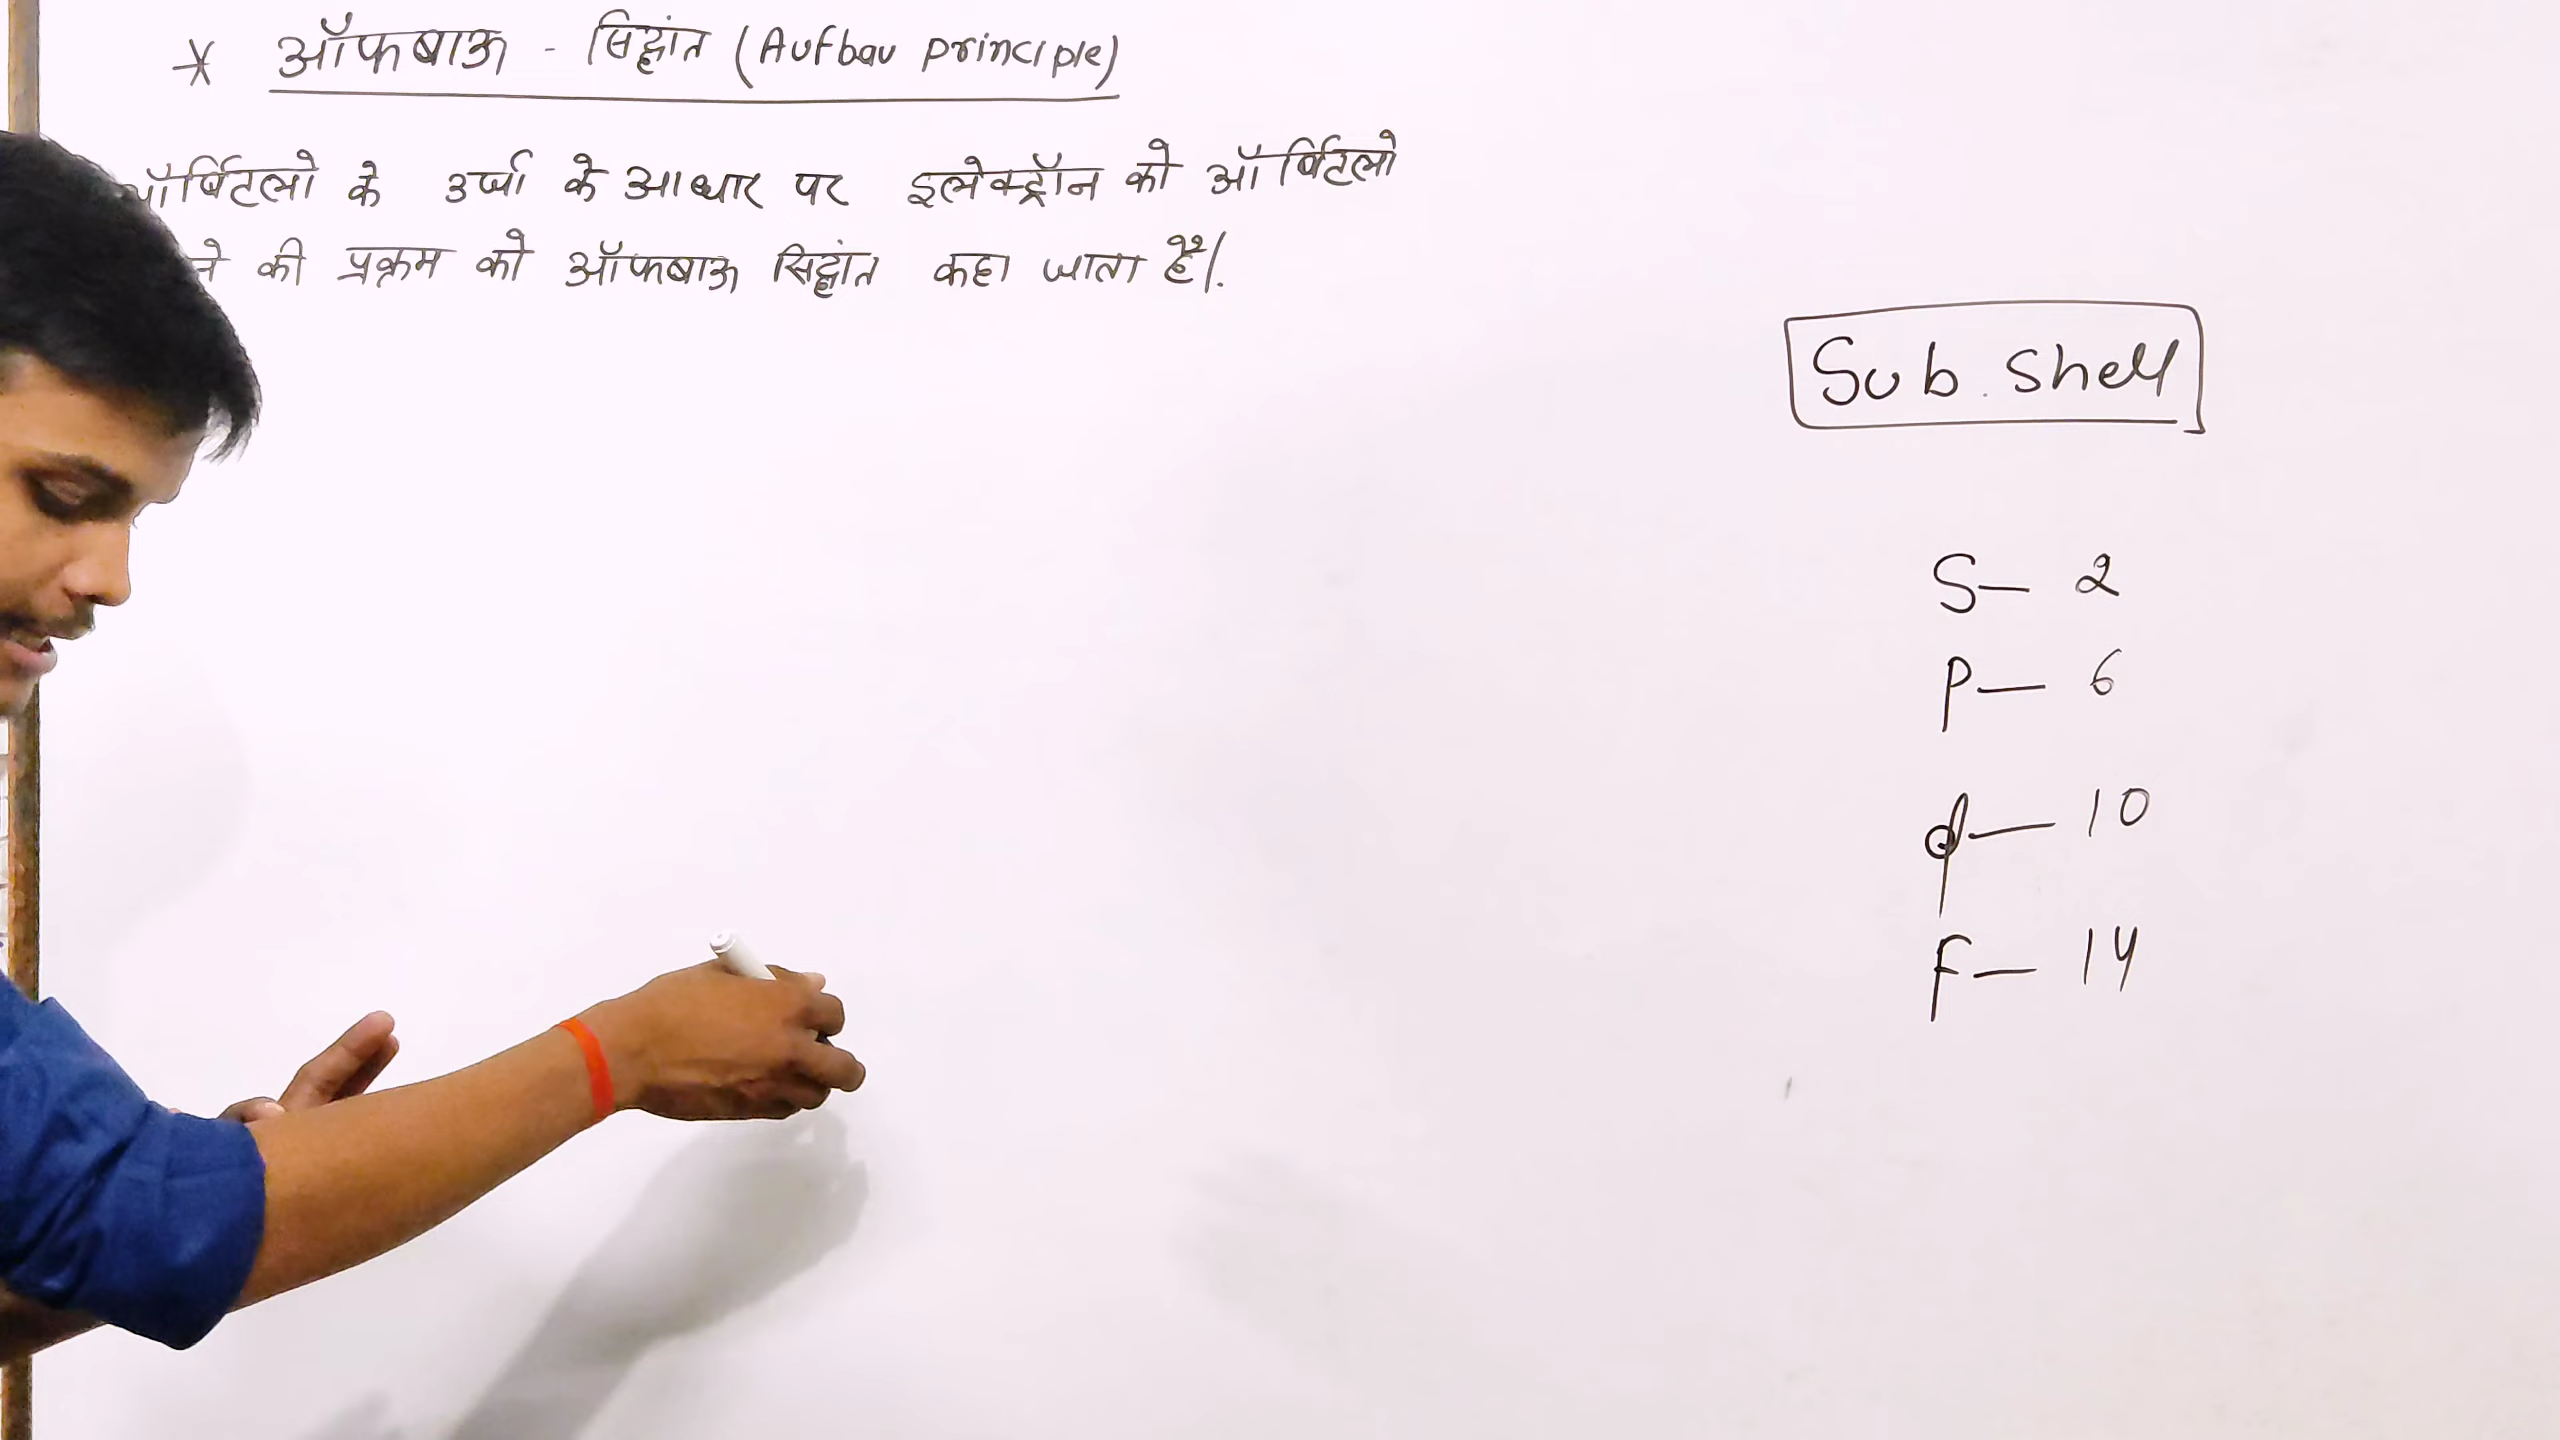 * ऑफबाऊ - सिद्धांत (Aufbau principle)
ऑर्बिटलो के उर्जा के आधार पर इलेक्ट्रॉन को ऑर्बिटलो
ने की प्रक्रम को ऑफबाऊ सिद्धांत कहा जाता हैं।.
Sub. Shell
S— 2
P— 6
d— 10
F— 14